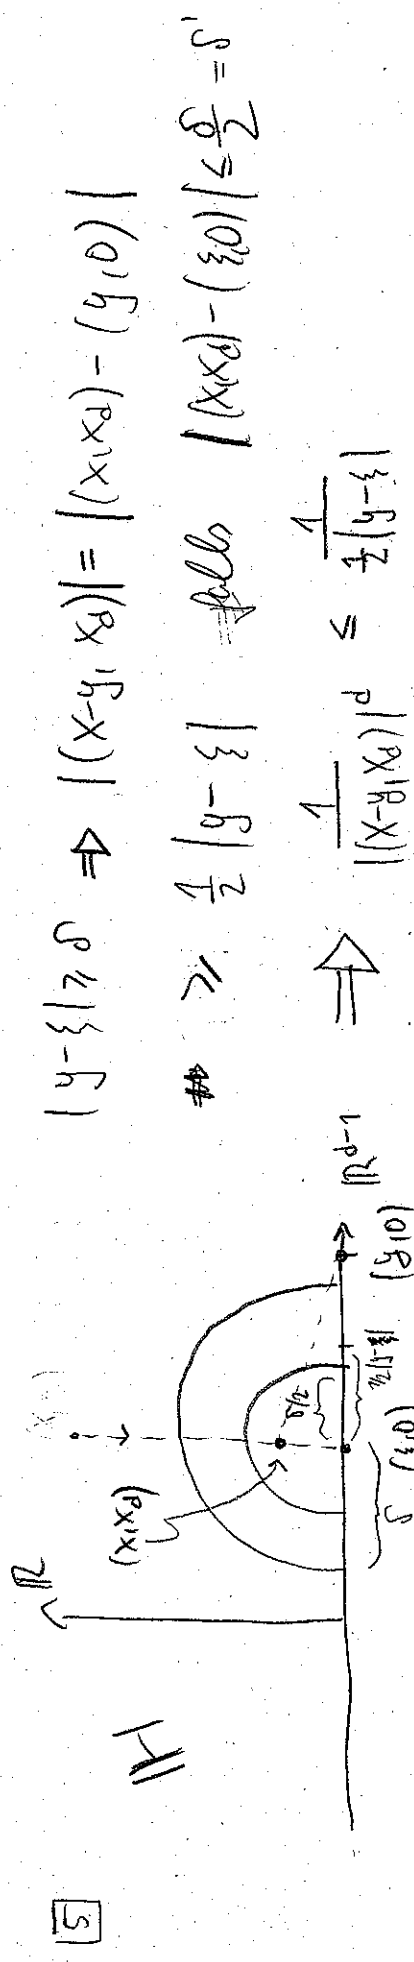 5
ℍ
ℝ
(x,x_d)
δ/2
½|y-ξ|
δ
(ξ,0)
(y,0)
ℝ^{d-1}
|y-ξ| ≥ δ ⇒ |(x-y, x_d)| = |(x,x_d) - (y,0)|
≥ ½ |y-ξ| falls |(x,x_d) - (ξ,0)| ≤ δ/2 = δ'
⇒ 1/|(x-y,x_d)|^d ≤ 1/(½|y-ξ|)